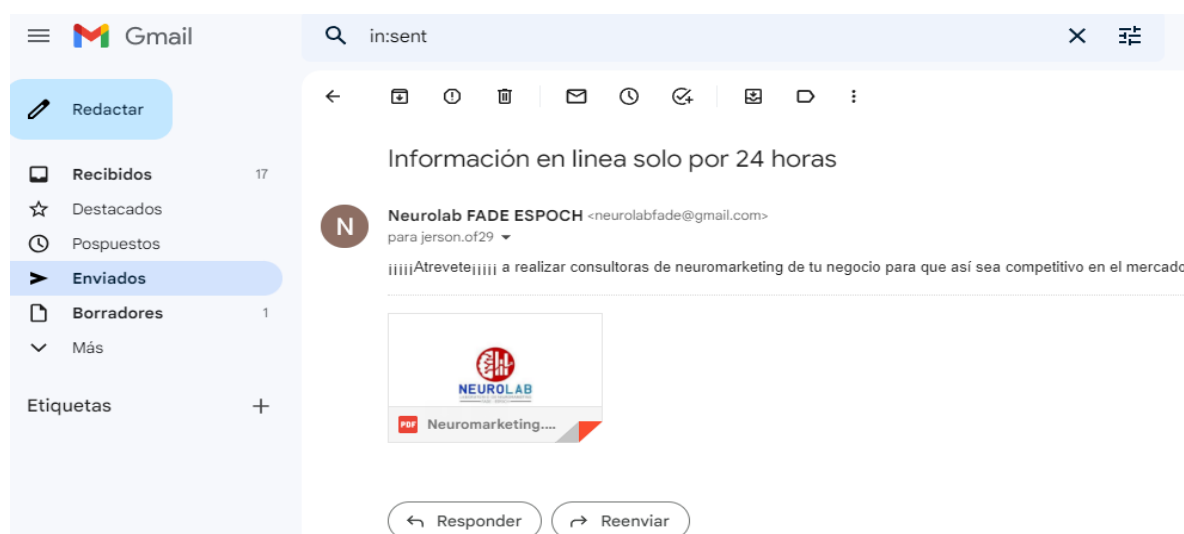 Gmail
in:sent
Redactar
Recibidos 17
Destacados
Pospuestos
Enviados
Borradores 1
Más
Etiquetas
Información en linea solo por 24 horas
N
Neurolab FADE ESPOCH <neurolabfade@gmail.com>
para jerson.of29
¡¡¡¡¡Atrevete¡¡¡¡¡ a realizar consultoras de neuromarketing de tu negocio para que así sea competitivo en el mercado
NEUROLAB
PDF Neuromarketing....
Responder
Reenviar